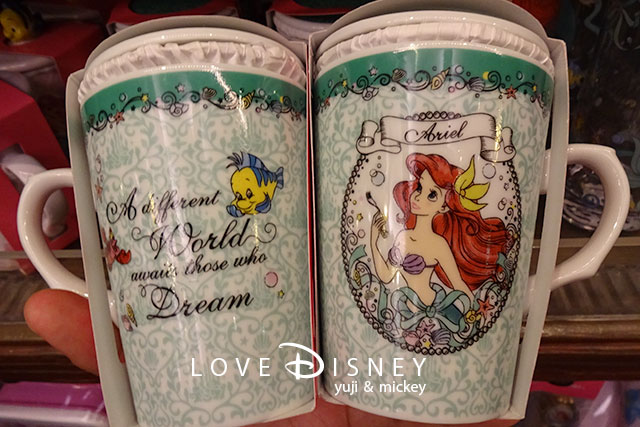 A different
World
awaits those who
Dream
Ariel
LOVE DISNEY
yuji & mickey